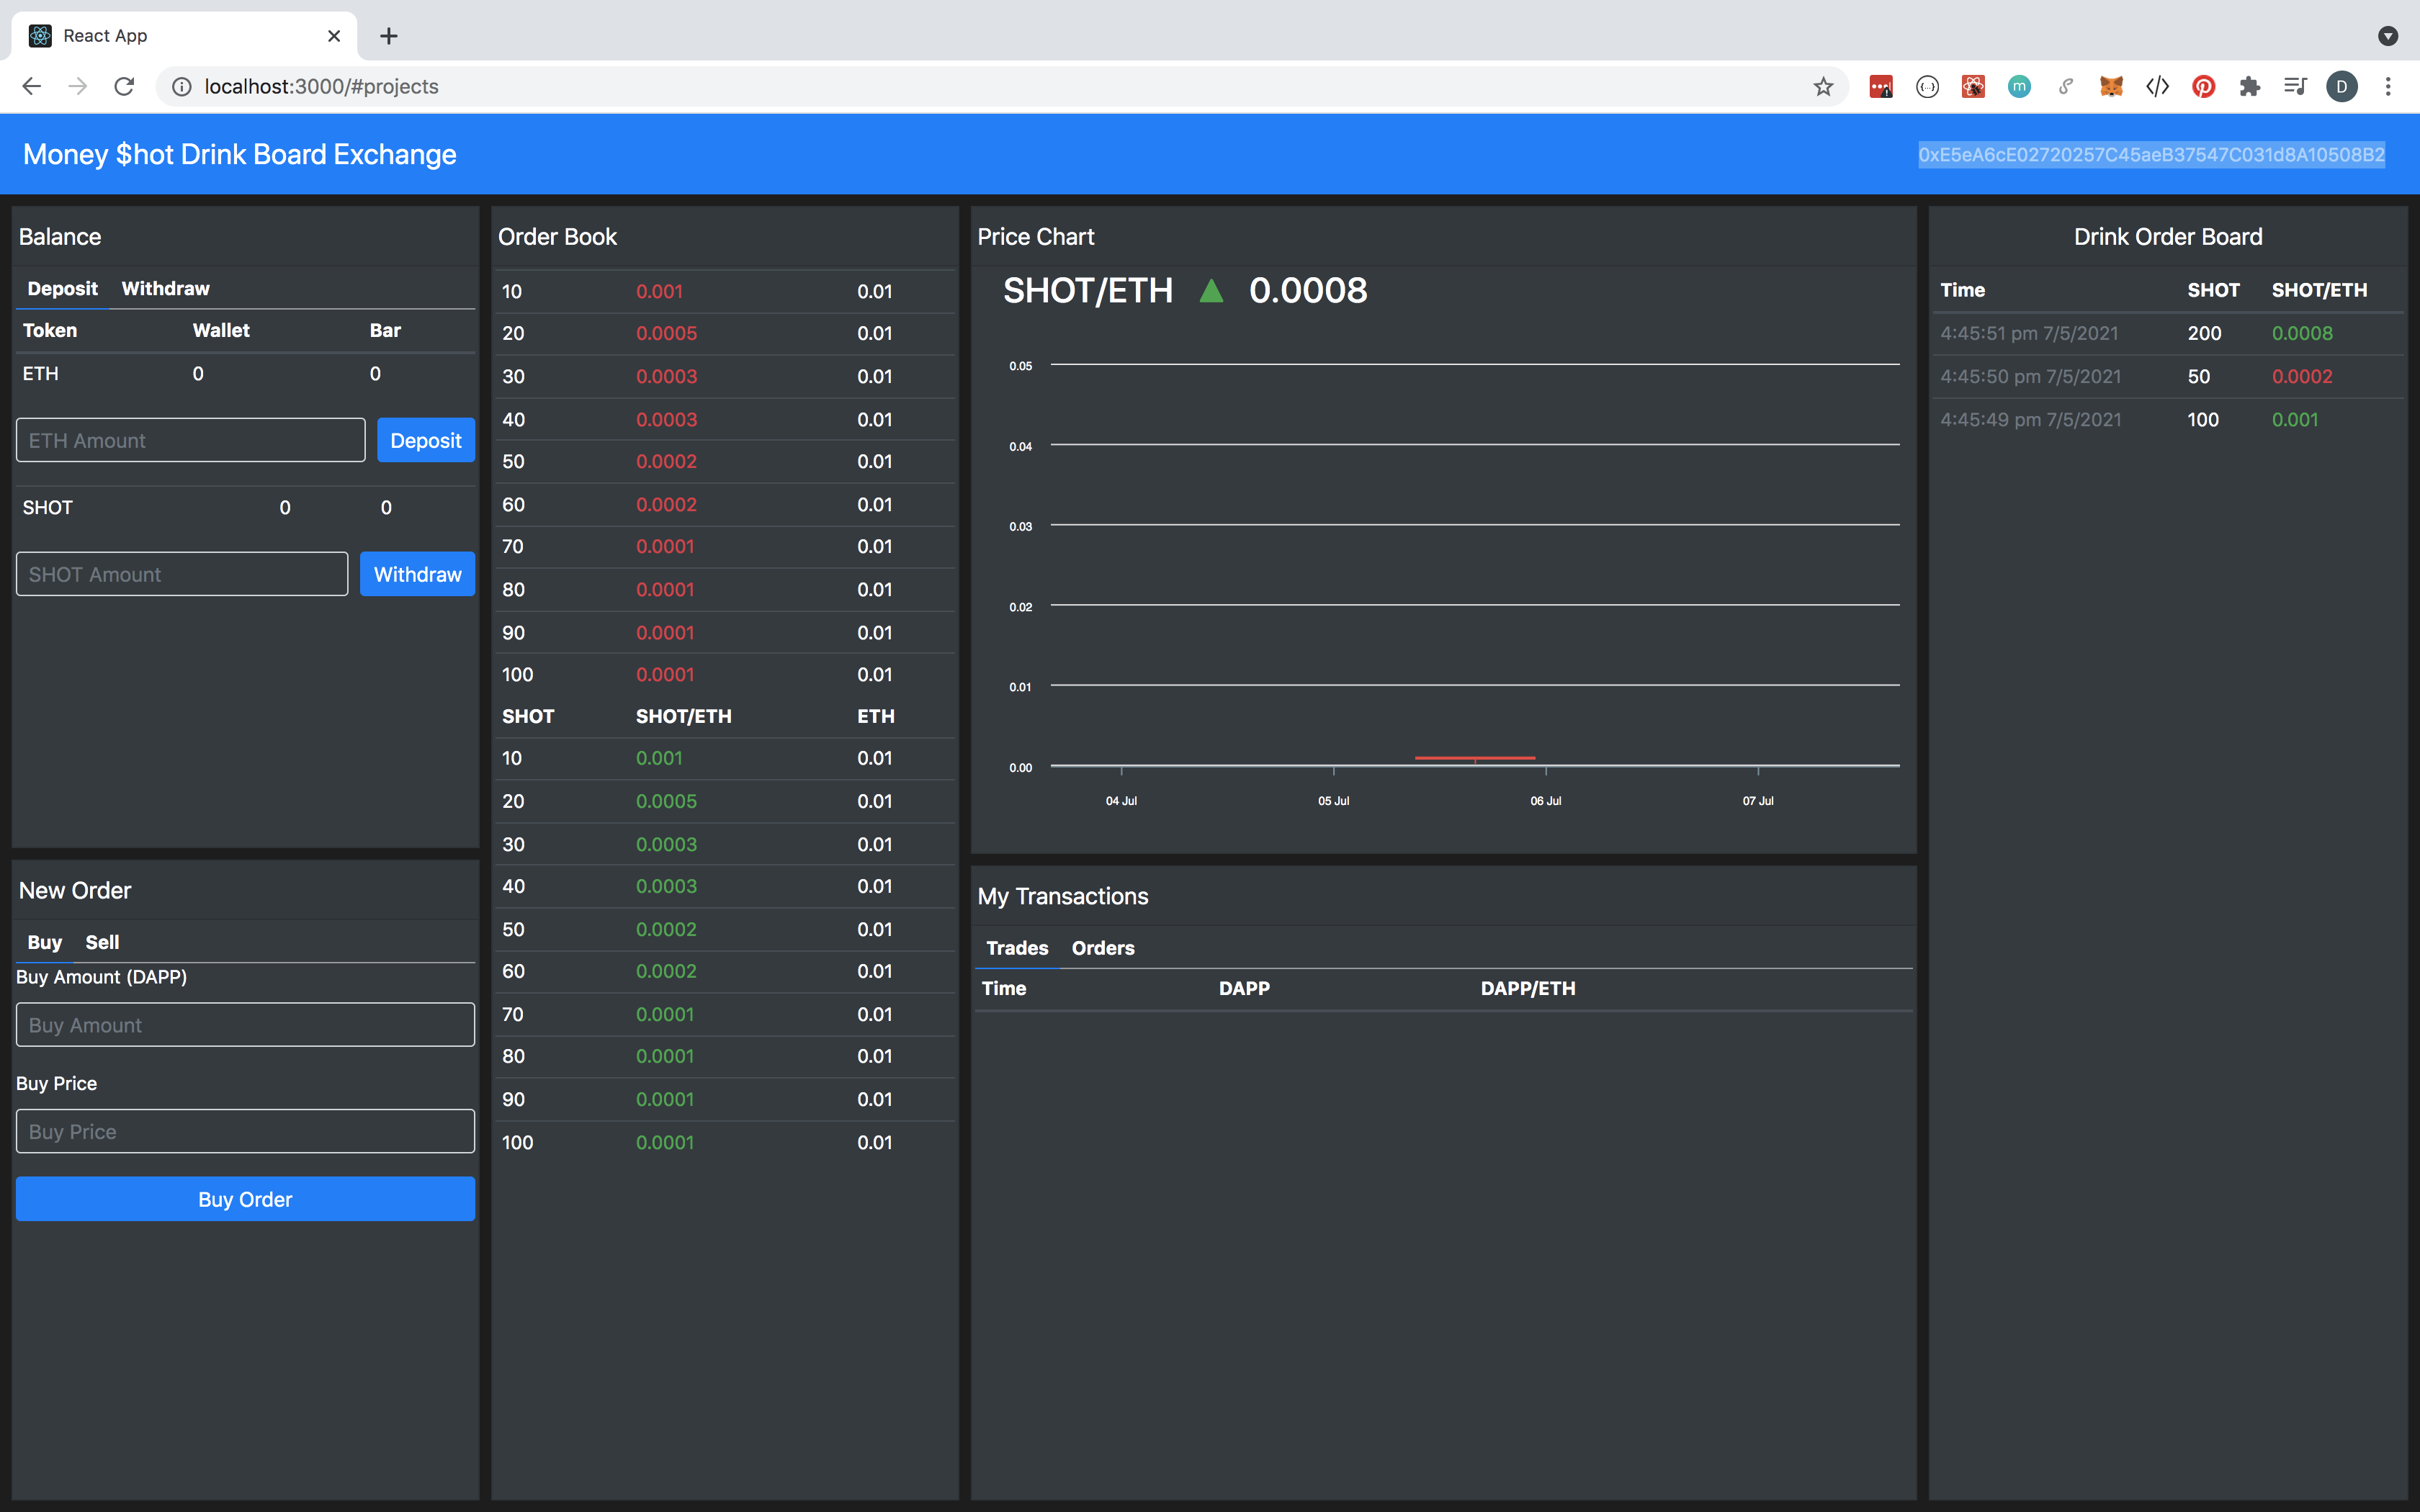 React App
localhost:3000/#projects
m
D
Money $hot Drink Board Exchange
0xE5eA6cE02720257C45aeB37547C031d8A10508B2
Balance
Deposit Withdraw
Token Wallet Bar
ETH 0 0
ETH Amount Deposit
SHOT 0 0
SHOT Amount Withdraw
New Order
Buy Sell
Buy Amount (DAPP)
Buy Amount
Buy Price
Buy Price
Buy Order
Order Book
10 0.001 0.01
20 0.0005 0.01
30 0.0003 0.01
40 0.0003 0.01
50 0.0002 0.01
60 0.0002 0.01
70 0.0001 0.01
80 0.0001 0.01
90 0.0001 0.01
100 0.0001 0.01
SHOT SHOT/ETH ETH
10 0.001 0.01
20 0.0005 0.01
30 0.0003 0.01
40 0.0003 0.01
50 0.0002 0.01
60 0.0002 0.01
70 0.0001 0.01
80 0.0001 0.01
90 0.0001 0.01
100 0.0001 0.01
Price Chart
SHOT/ETH ▲ 0.0008
0.05
0.04
0.03
0.02
0.01
0.00
04 Jul 05 Jul 06 Jul 07 Jul
My Transactions
Trades Orders
Time DAPP DAPP/ETH
Drink Order Board
Time SHOT SHOT/ETH
4:45:51 pm 7/5/2021 200 0.0008
4:45:50 pm 7/5/2021 50 0.0002
4:45:49 pm 7/5/2021 100 0.001